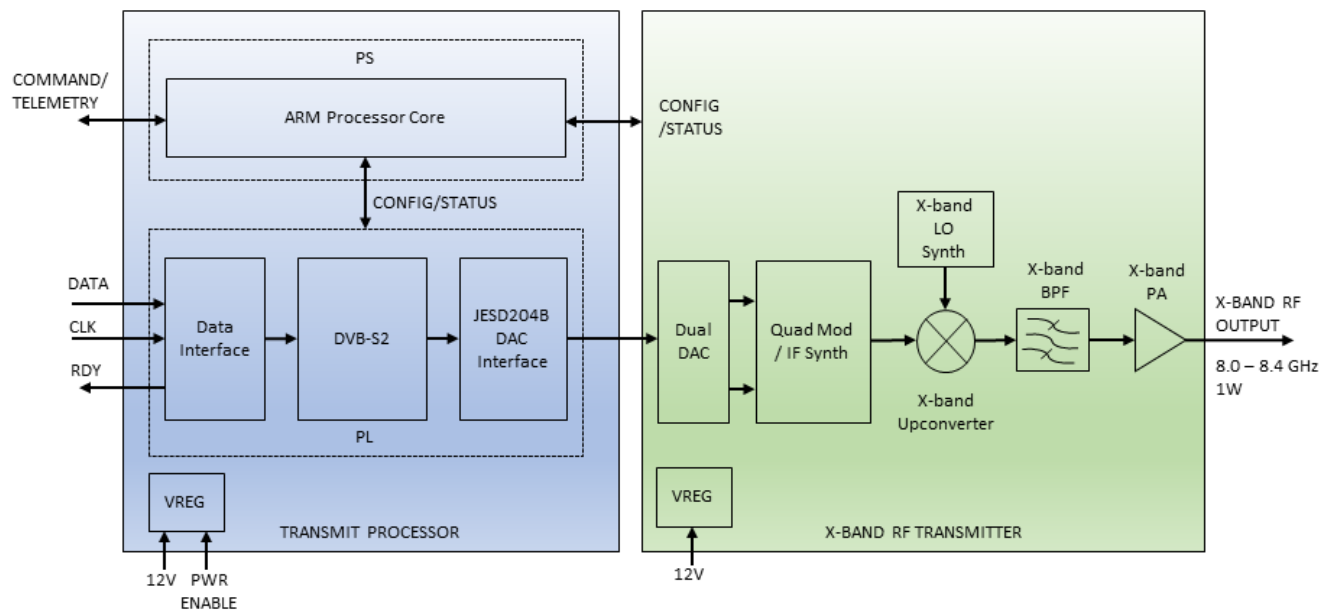 COMMAND/
TELEMETRY
PS
ARM Processor Core
CONFIG
/STATUS
CONFIG/STATUS
DATA
CLK
RDY
Data
Interface
DVB-S2
JESD204B
DAC
Interface
PL
VREG
12V
PWR
ENABLE
TRANSMIT PROCESSOR
Dual
DAC
Quad Mod
/ IF Synth
X-band
LO
Synth
X-band
Upconverter
X-band
BPF
X-band
PA
X-BAND RF
OUTPUT
8.0 – 8.4 GHz
1W
VREG
12V
X-BAND RF TRANSMITTER